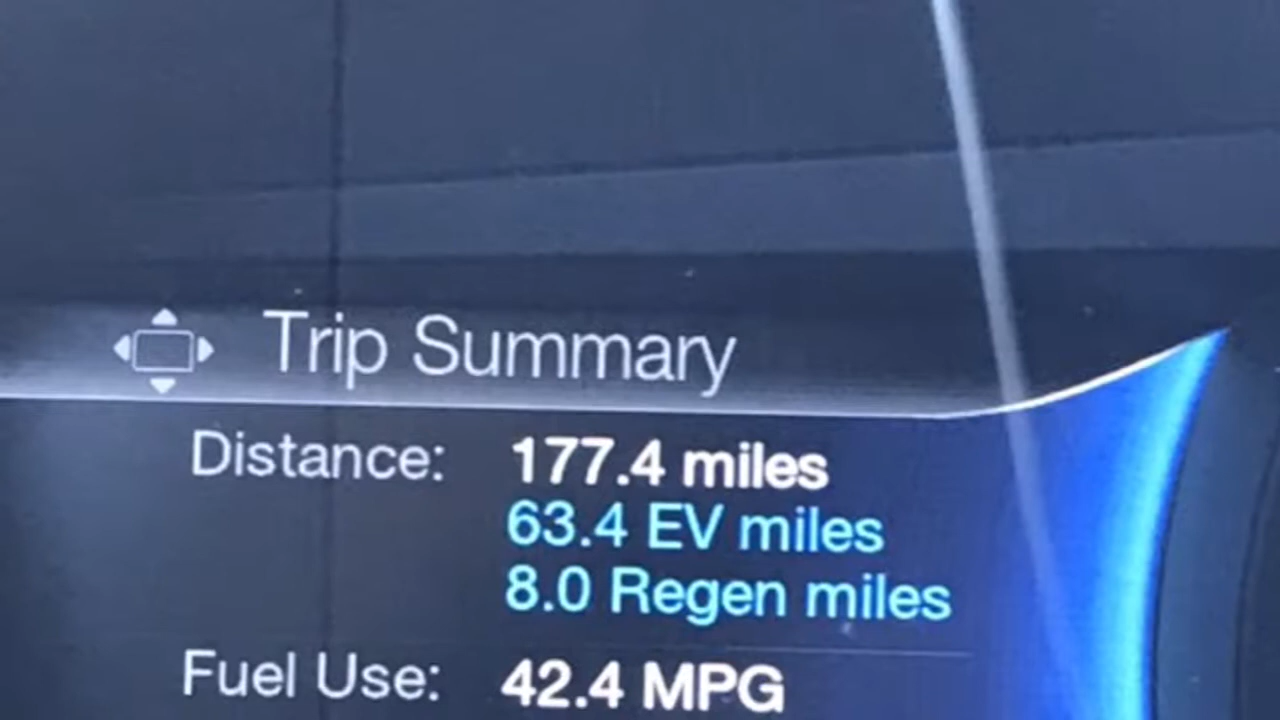 Trip Summary
Distance: 177.4 miles
63.4 EV miles
8.0 Regen miles
Fuel Use: 42.4 MPG